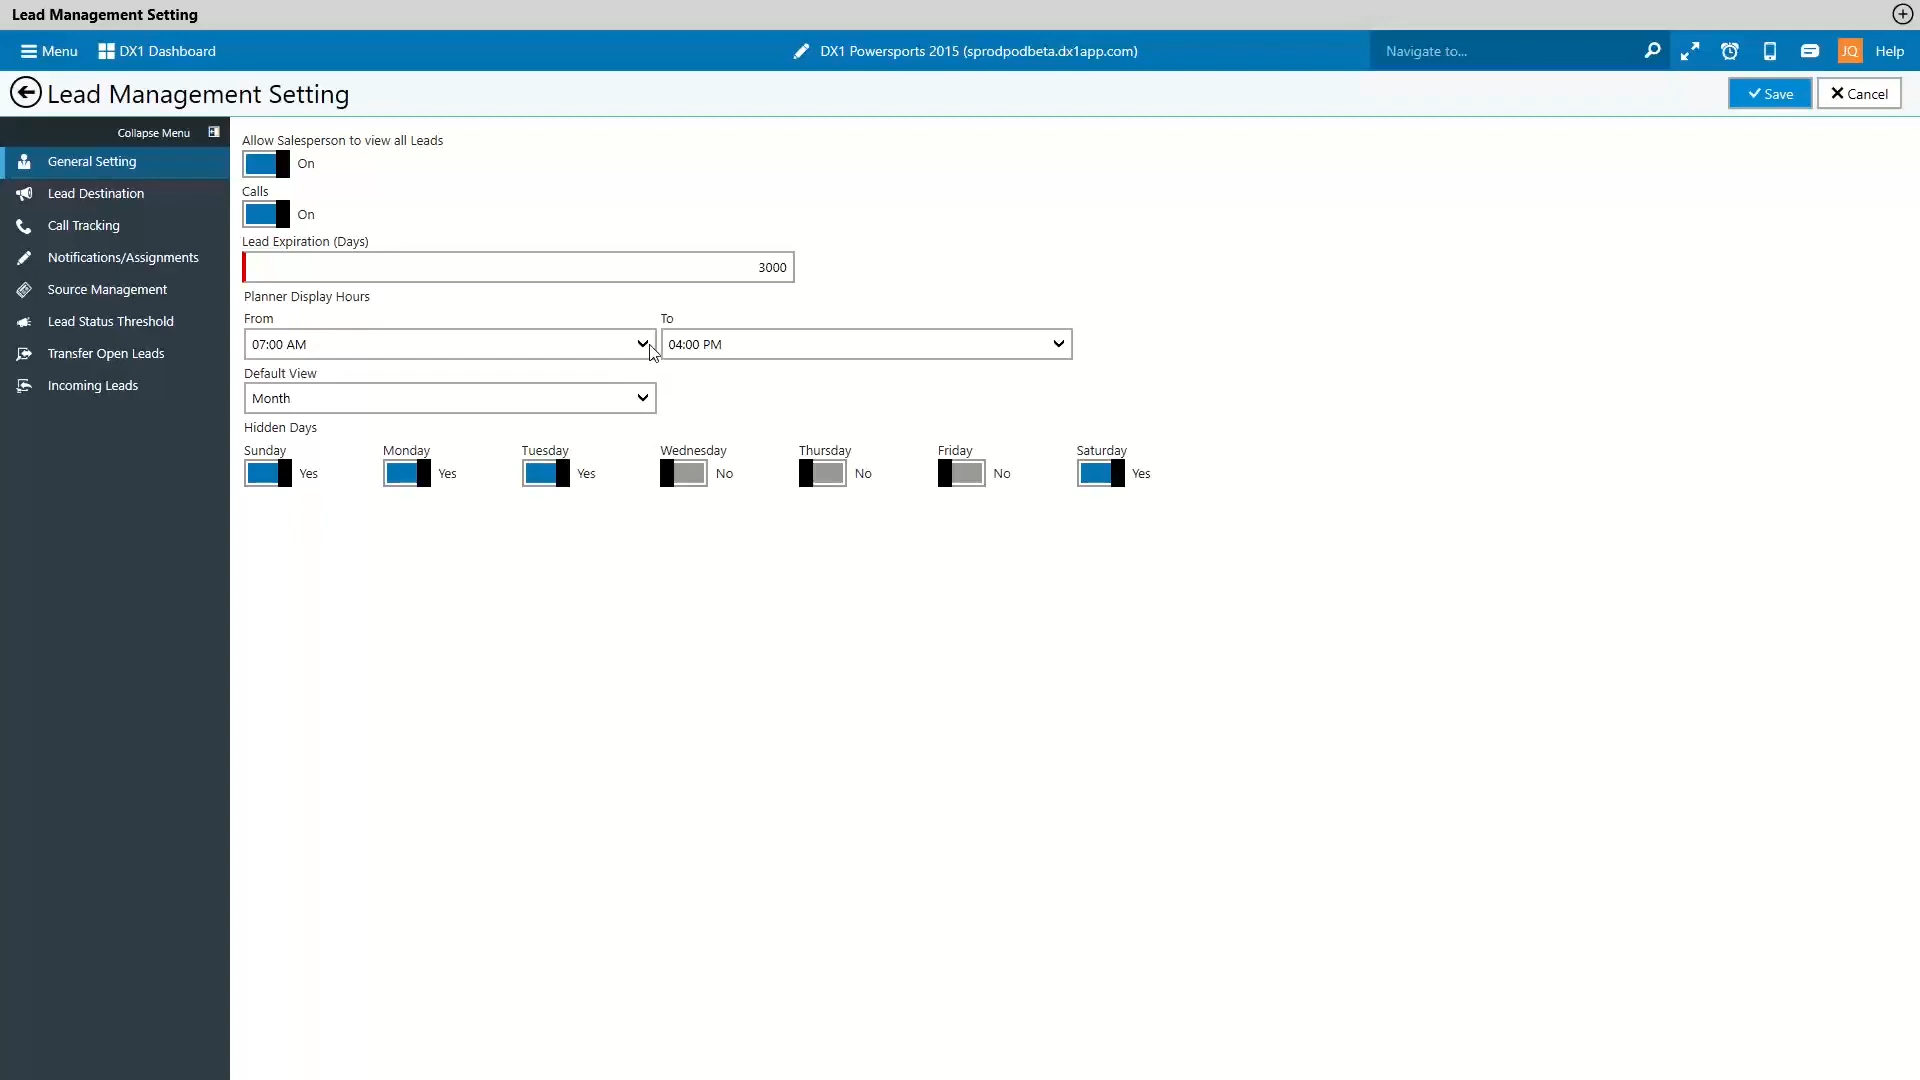 Lead Management Setting
Menu DX1 Dashboard DX1 Powersports 2015 (sprodpodbeta.dx1app.com) Navigate to... JQ Help
Lead Management Setting Save Cancel
Collapse Menu
General Setting
Lead Destination
Call Tracking
Notifications/Assignments
Source Management
Lead Status Threshold
Transfer Open Leads
Incoming Leads
Allow Salesperson to view all Leads
On
Calls
On
Lead Expiration (Days)
3000
Planner Display Hours
From To
07:00 AM 04:00 PM
Default View
Month
Hidden Days
Sunday Monday Tuesday Wednesday Thursday Friday Saturday
Yes Yes Yes No No No Yes